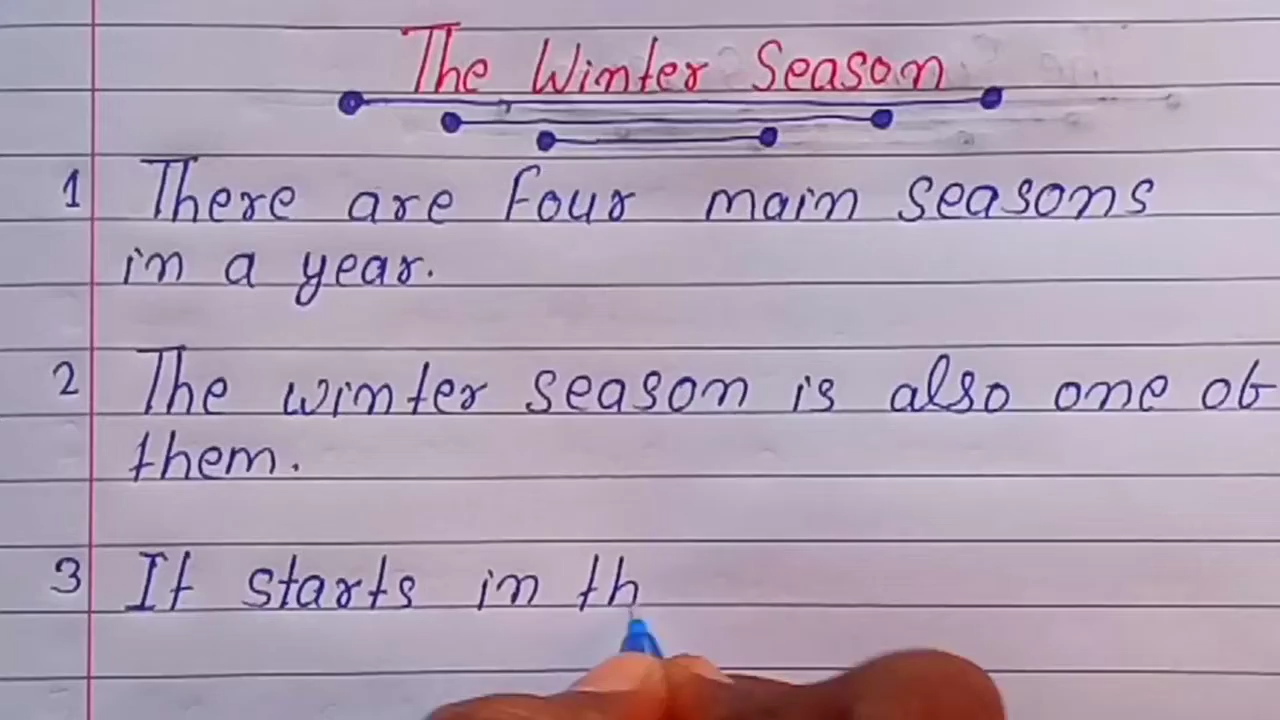 The Winter Season
1 There are four main seasons
in a year.
2 The winter season is also one of
them.
3 It starts in th